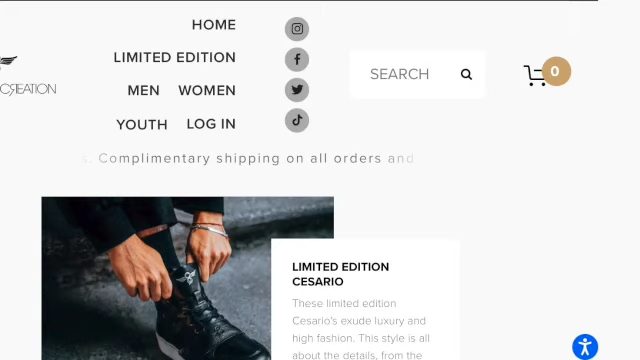 HOME
LIMITED EDITION
MEN WOMEN
YOUTH LOG IN
SEARCH
0
CREATION
s. Complimentary shipping on all orders and
LIMITED EDITION
CESARIO
These limited edition
Cesario's exude luxury and
high fashion. This style is all
about the details, from the